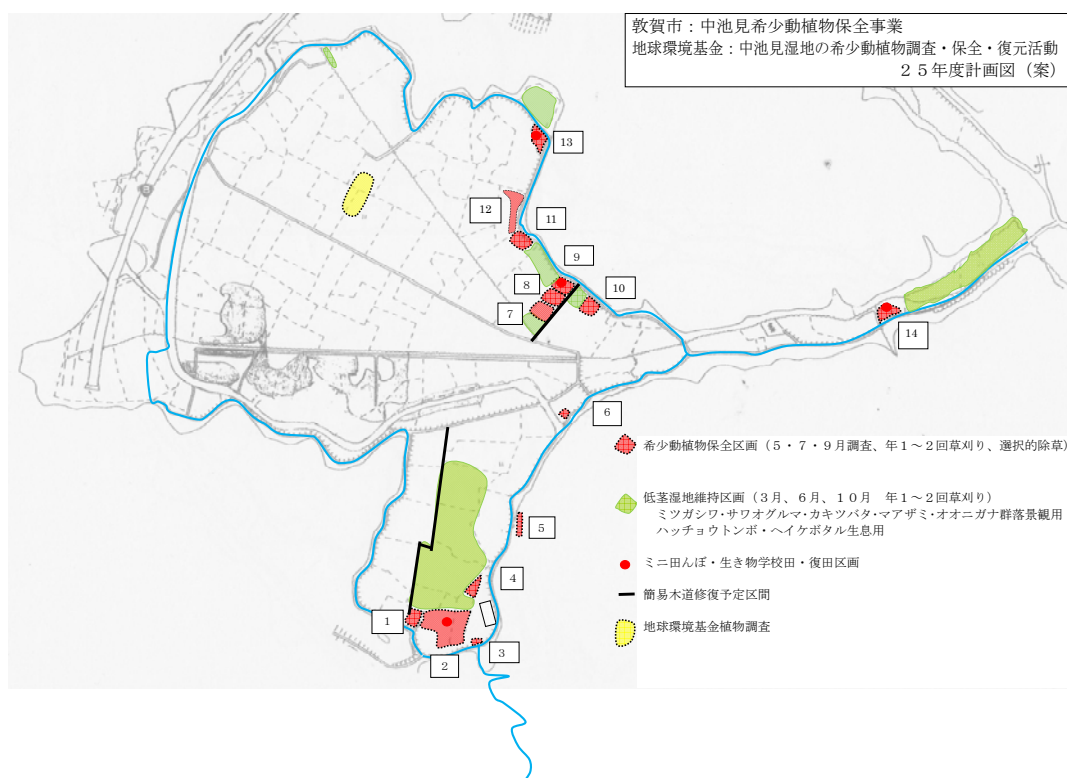 敦賀市：中池見希少動植物保全事業
地球環境基金：中池見湿地の希少動植物調査・保全・復元活動
２５年度計画図（案）
13
12
11
9
8
10
7
14
6
希少動植物保全区画（５・７・９月調査、年１～２回草刈り、選択的除草）
低茎湿地維持区画（３月、６月、１０月　年１～２回草刈り）
ミツガシワ・サワオグルマ・カキツバタ・マアザミ・オオニガナ群落景観用
ハッチョウトンボ・ヘイケボタル生息用
5
ミニ田んぼ・生き物学校田・復田区画
4
簡易木道修復予定区間
1
地球環境基金植物調査
3
2